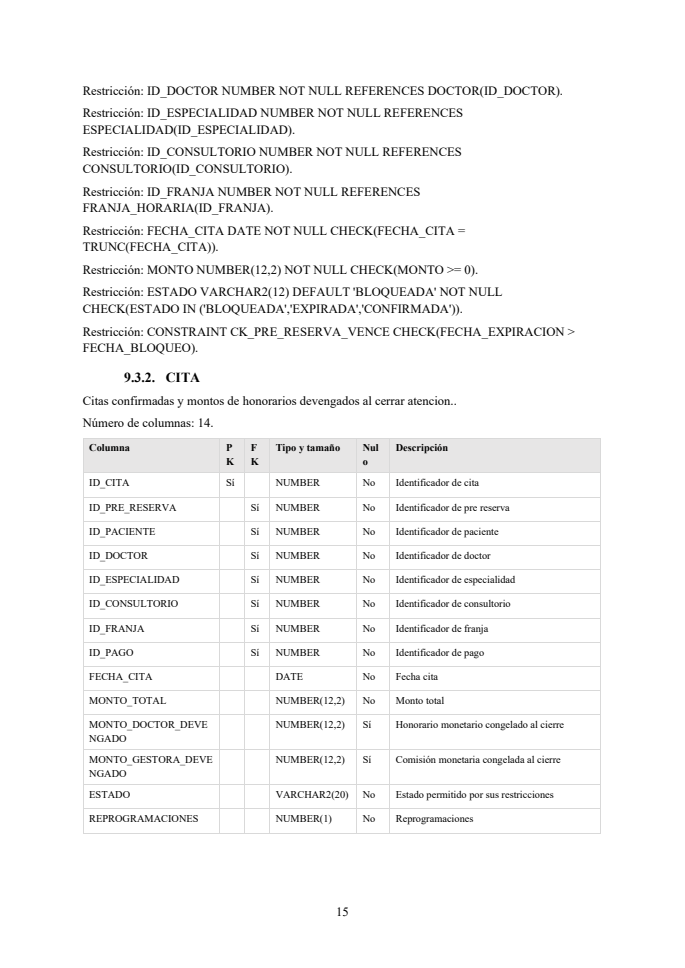 Restricción: ID_DOCTOR NUMBER NOT NULL REFERENCES DOCTOR(ID_DOCTOR).
Restricción: ID_ESPECIALIDAD NUMBER NOT NULL REFERENCES
ESPECIALIDAD(ID_ESPECIALIDAD).
Restricción: ID_CONSULTORIO NUMBER NOT NULL REFERENCES
CONSULTORIO(ID_CONSULTORIO).
Restricción: ID_FRANJA NUMBER NOT NULL REFERENCES
FRANJA_HORARIA(ID_FRANJA).
Restricción: FECHA_CITA DATE NOT NULL CHECK(FECHA_CITA =
TRUNC(FECHA_CITA)).
Restricción: MONTO NUMBER(12,2) NOT NULL CHECK(MONTO >= 0).
Restricción: ESTADO VARCHAR2(12) DEFAULT 'BLOQUEADA' NOT NULL
CHECK(ESTADO IN ('BLOQUEADA','EXPIRADA','CONFIRMADA')).
Restricción: CONSTRAINT CK_PRE_RESERVA_VENCE CHECK(FECHA_EXPIRACION >
FECHA_BLOQUEO).
9.3.2. CITA
Citas confirmadas y montos de honorarios devengados al cerrar atencion..
Número de columnas: 14.
Columna P F Tipo y tamaño Nul Descripción
K K o
ID_CITA Sí NUMBER No Identificador de cita
ID_PRE_RESERVA Sí NUMBER No Identificador de pre reserva
ID_PACIENTE Sí NUMBER No Identificador de paciente
ID_DOCTOR Sí NUMBER No Identificador de doctor
ID_ESPECIALIDAD Sí NUMBER No Identificador de especialidad
ID_CONSULTORIO Sí NUMBER No Identificador de consultorio
ID_FRANJA Sí NUMBER No Identificador de franja
ID_PAGO Sí NUMBER No Identificador de pago
FECHA_CITA DATE No Fecha cita
MONTO_TOTAL NUMBER(12,2) No Monto total
MONTO_DOCTOR_DEVE NUMBER(12,2) Sí Honorario monetario congelado al cierre
NGADO
MONTO_GESTORA_DEVE NUMBER(12,2) Sí Comisión monetaria congelada al cierre
NGADO
ESTADO VARCHAR2(20) No Estado permitido por sus restricciones
REPROGRAMACIONES NUMBER(1) No Reprogramaciones
15